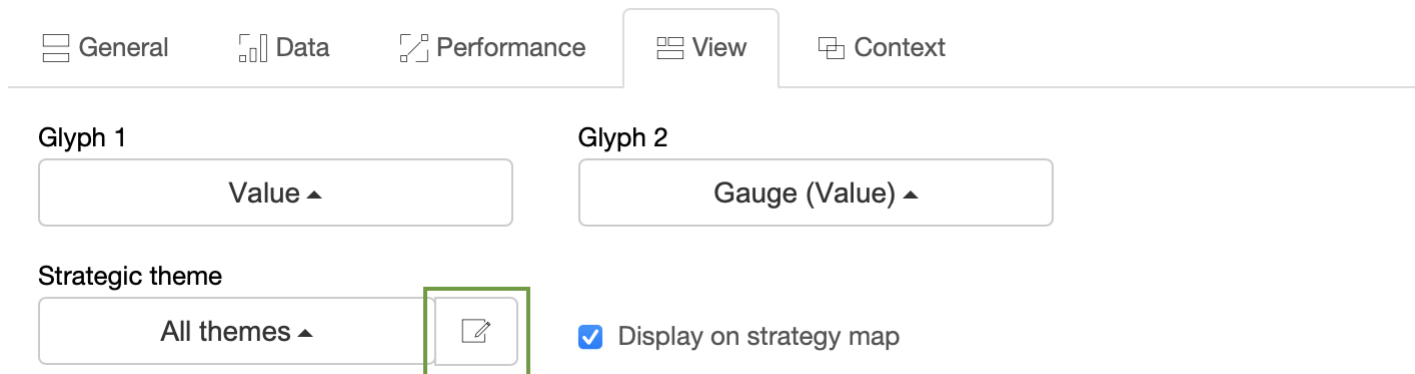 General Data Performance View Context
Glyph 1 Glyph 2
Value Gauge (Value)
Strategic theme
All themes Display on strategy map